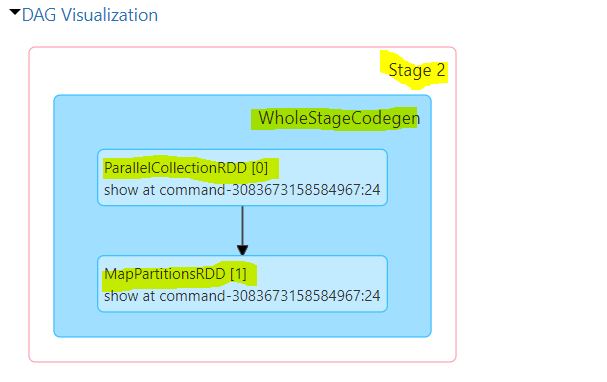 DAG Visualization
Stage 2
WholeStageCodegen
ParallelCollectionRDD [0]
show at command-3083673158584967:24
MapPartitionsRDD [1]
show at command-3083673158584967:24